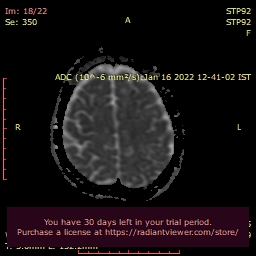 Im: 18/22
Se: 350
STP92
STP92
F
A
ADC (10^-6 mm²/s):Jan 16 2022 12-41-02 IST
R
L
You have 30 days left in your trial period.
Purchase a license at https://radiantviewer.com/store/